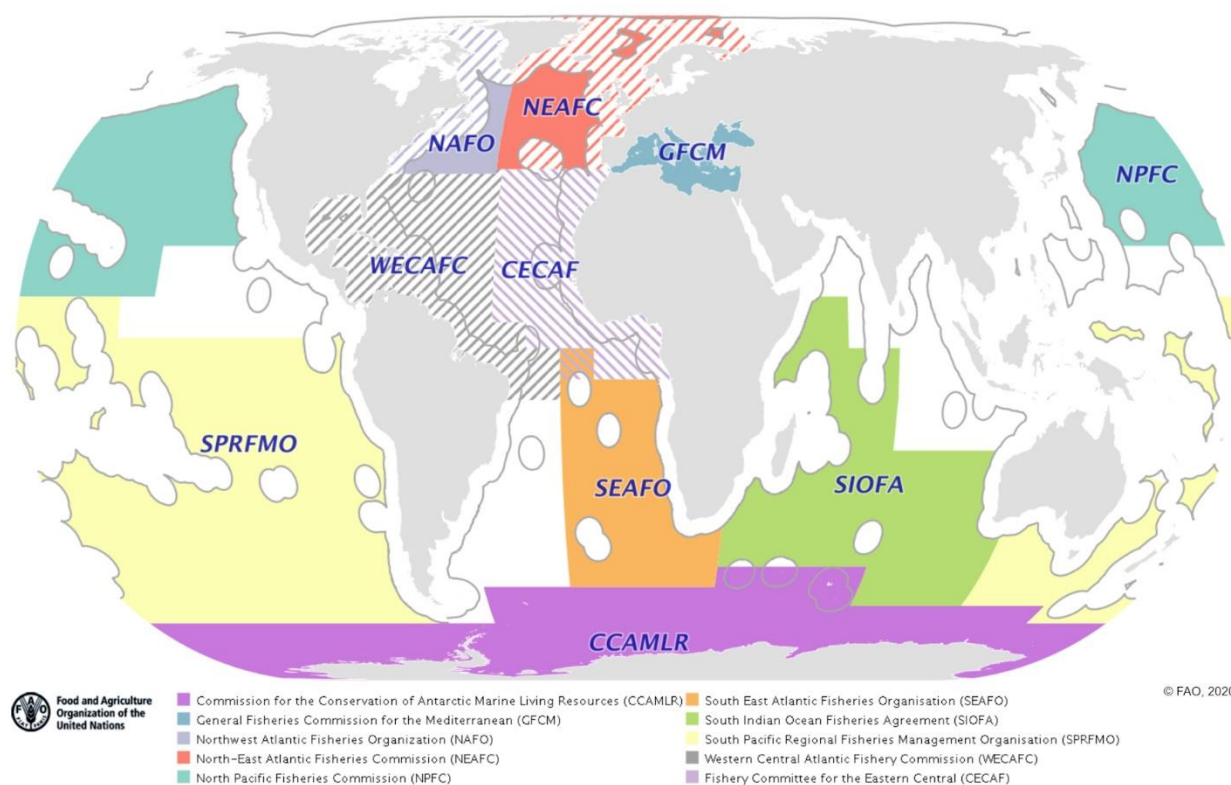 NEAFC
NAFO
GFCM
NPFC
WECAFC
CECAF
SPRFMO
SEAFO
SIOFA
CCAMLR
© FAO, 2020
FAO
FIAT PANIS
Food and Agriculture
Organization of the
United Nations
Commission for the Conservation of Antarctic Marine Living Resources (CCAMLR)
General Fisheries Commission for the Mediterranean (GFCM)
Northwest Atlantic Fisheries Organization (NAFO)
North-East Atlantic Fisheries Commission (NEAFC)
North Pacific Fisheries Commission (NPFC)
South East Atlantic Fisheries Organisation (SEAFO)
South Indian Ocean Fisheries Agreement (SIOFA)
South Pacific Regional Fisheries Management Organisation (SPRFMO)
Western Central Atlantic Fishery Commission (WECAFC)
Fishery Committee for the Eastern Central (CECAF)